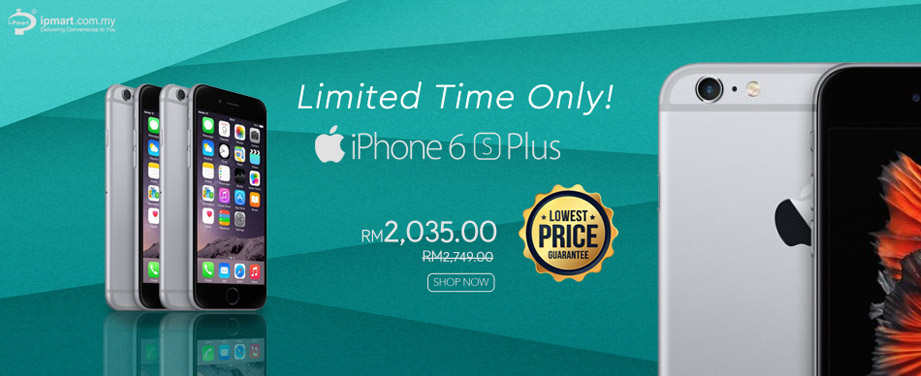 iPmart
ipmart.com.my
Delivering Convenience to You
Limited Time Only!
iPhone 6 S Plus
RM2,035.00
RM2,749.00
SHOP NOW
LOWEST
PRICE
GUARANTEE